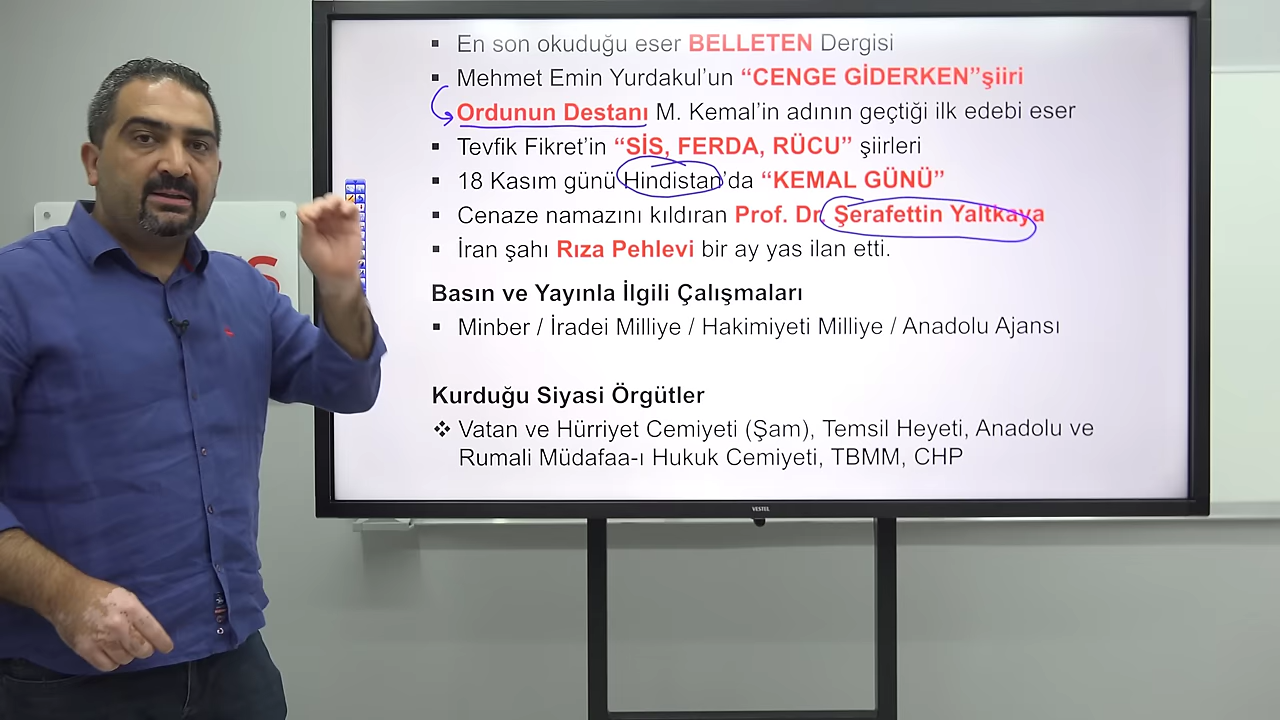 ▪ En son okuduğu eser BELLETEN Dergisi
▪ Mehmet Emin Yurdakul’un “CENGE GİDERKEN”şiiri
Ordunun Destanı M. Kemal’in adının geçtiği ilk edebi eser
▪ Tevfik Fikret’in “SİS, FERDA, RÜCU” şiirleri
▪ 18 Kasım günü Hindistan’da “KEMAL GÜNÜ”
▪ Cenaze namazını kıldıran Prof. Dr. Şerafettin Yaltkaya
▪ İran şahı Rıza Pehlevi bir ay yas ilan etti.
Basın ve Yayınla İlgili Çalışmaları
▪ Minber / İradei Milliye / Hakimiyeti Milliye / Anadolu Ajansı
Kurduğu Siyasi Örgütler
❖ Vatan ve Hürriyet Cemiyeti (Şam), Temsil Heyeti, Anadolu ve
Rumali Müdafaa-ı Hukuk Cemiyeti, TBMM, CHP
VESTEL